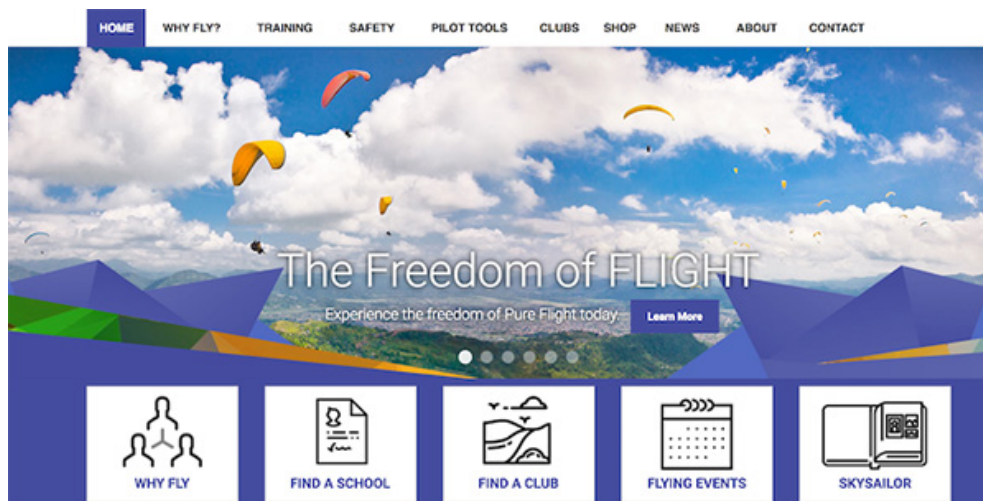 HOME WHY FLY? TRAINING SAFETY PILOT TOOLS CLUBS SHOP NEWS ABOUT CONTACT
The Freedom of FLIGHT
Experience the freedom of Pure Flight today. Learn More
WHY FLY FIND A SCHOOL FIND A CLUB FLYING EVENTS SKYSAILOR